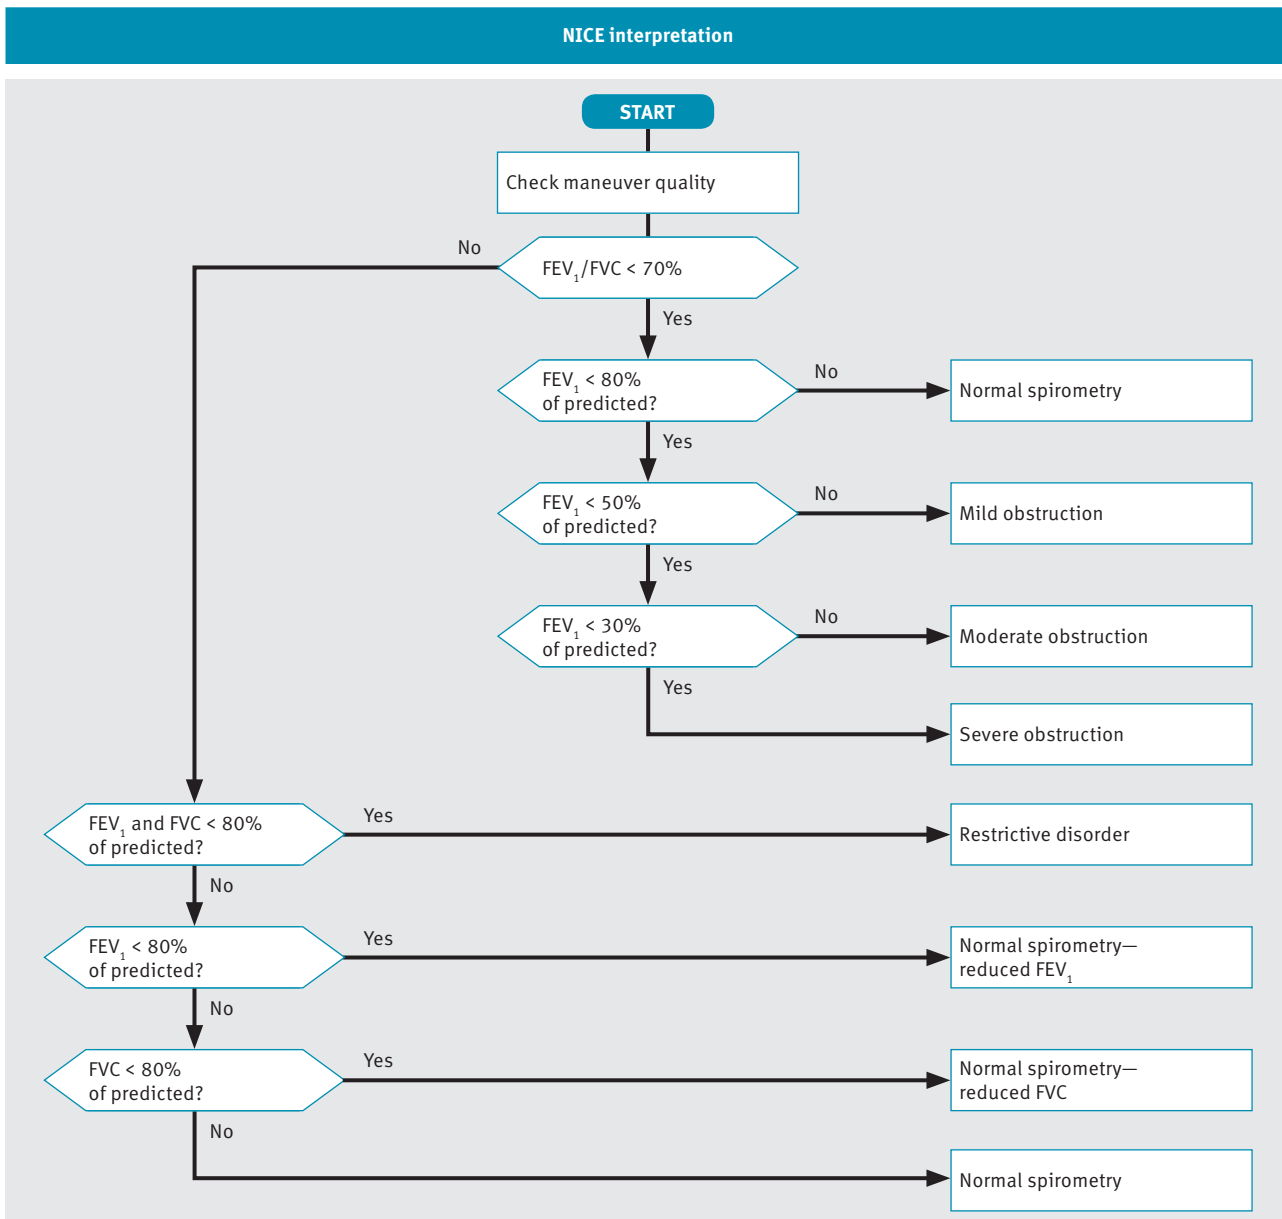 NICE interpretation
START
Check maneuver quality
No
FEV₁/FVC < 70%
Yes
FEV₁ < 80%
of predicted?
No
Normal spirometry
Yes
FEV₁ < 50%
of predicted?
No
Mild obstruction
Yes
FEV₁ < 30%
of predicted?
No
Moderate obstruction
Yes
Severe obstruction
FEV₁ and FVC < 80%
of predicted?
Yes
Restrictive disorder
No
FEV₁ < 80%
of predicted?
Yes
Normal spirometry—
reduced FEV₁
No
FVC < 80%
of predicted?
Yes
Normal spirometry—
reduced FVC
No
Normal spirometry